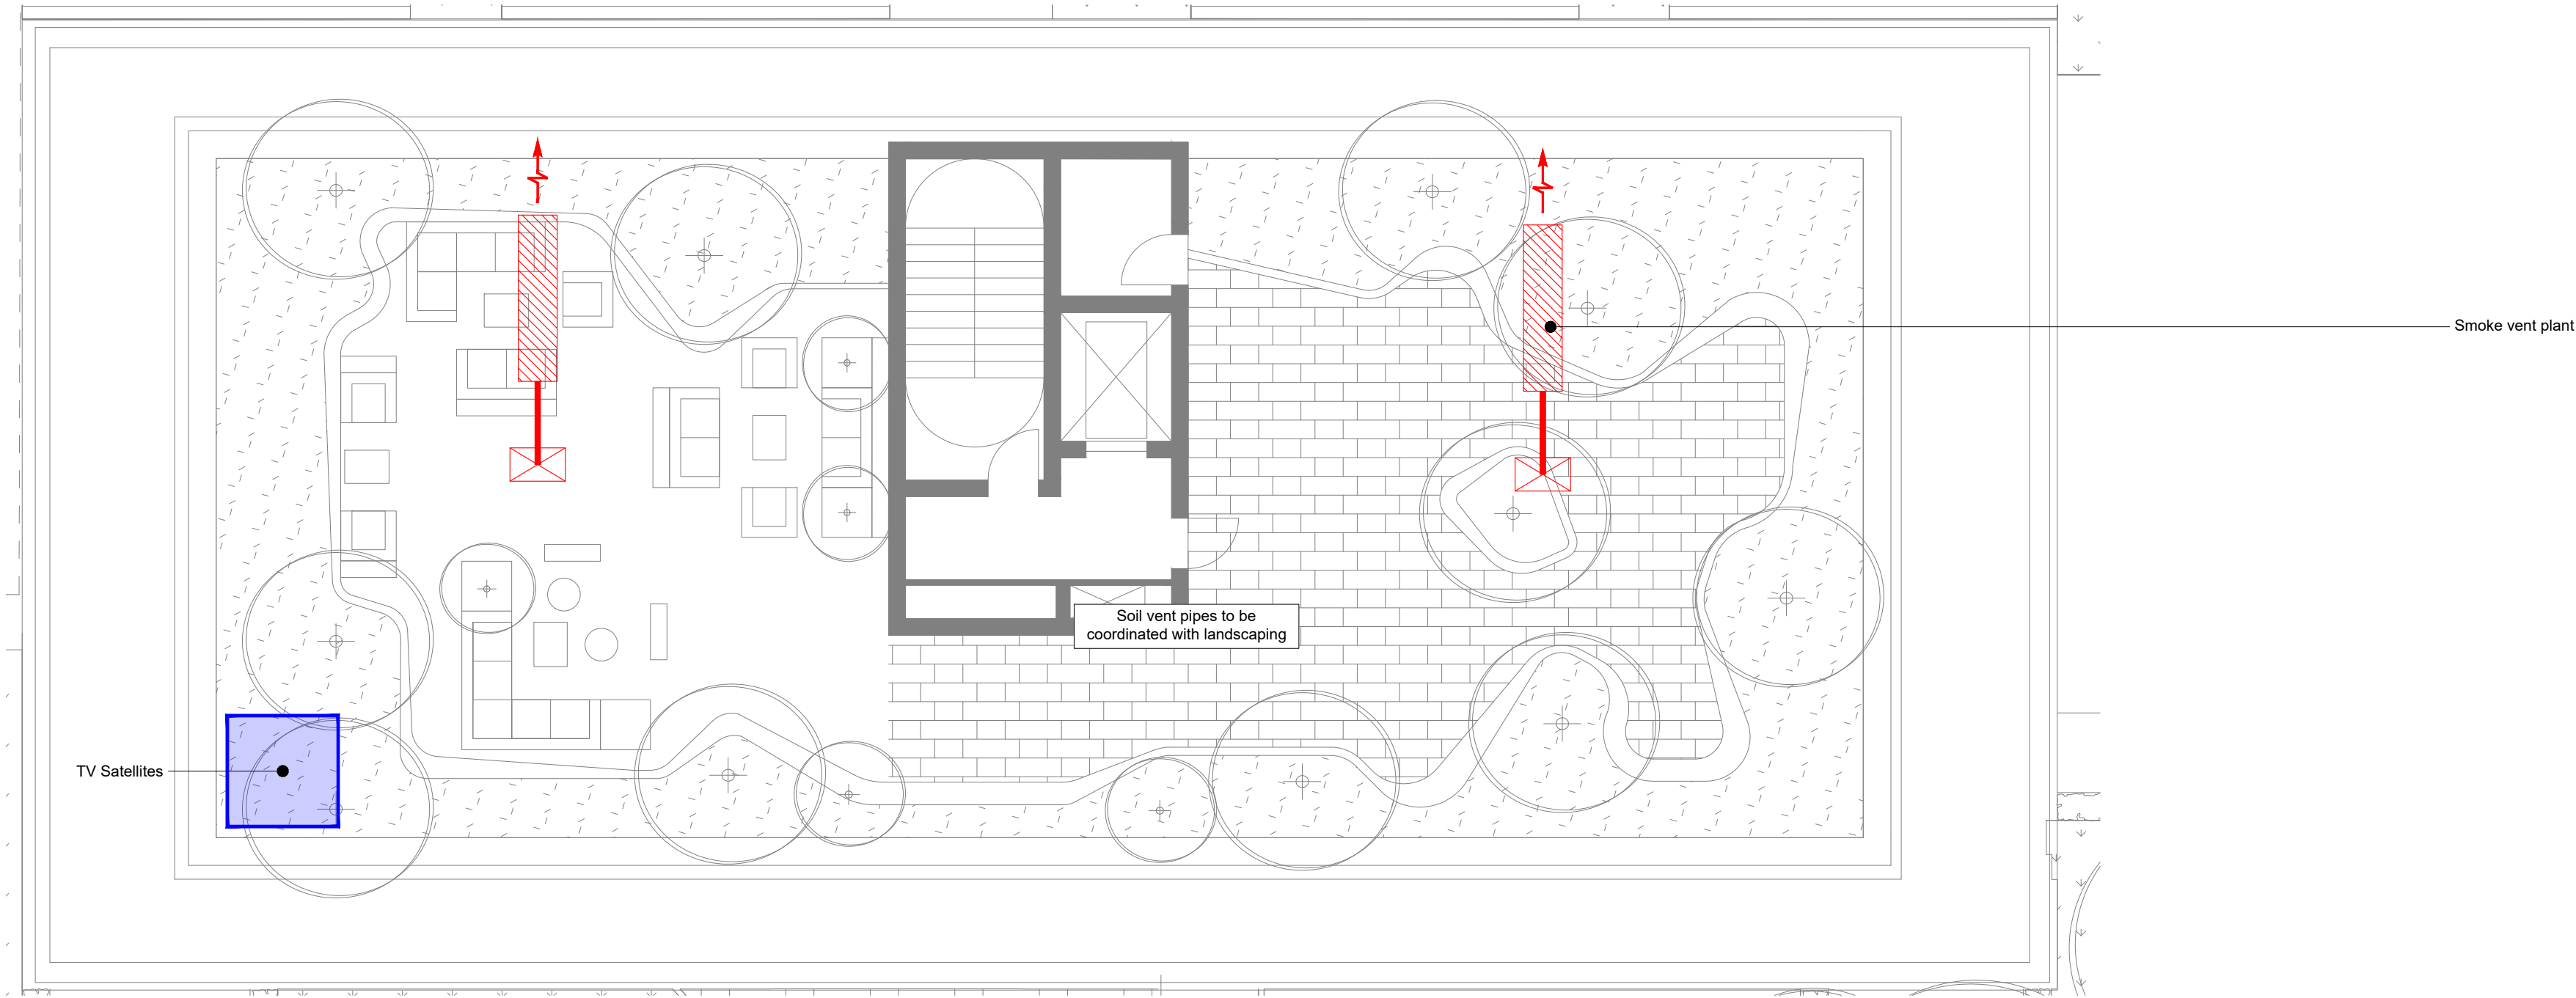 Smoke vent plant
Soil vent pipes to be
coordinated with landscaping
TV Satellites